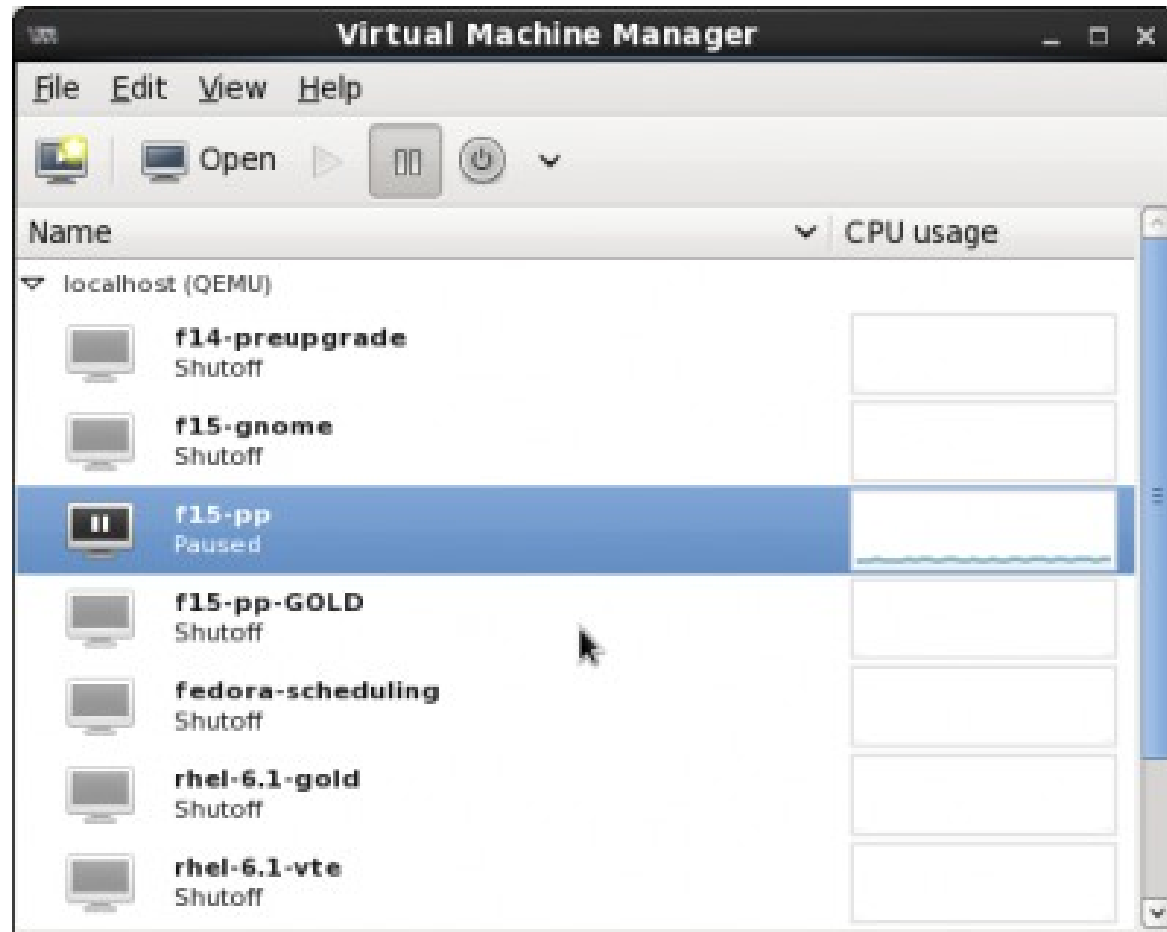 Virtual Machine Manager
File Edit View Help
Open
Name CPU usage
localhost (QEMU)
f14-preupgrade
Shutoff
f15-gnome
Shutoff
f15-pp
Paused
f15-pp-GOLD
Shutoff
fedora-scheduling
Shutoff
rhel-6.1-gold
Shutoff
rhel-6.1-vte
Shutoff